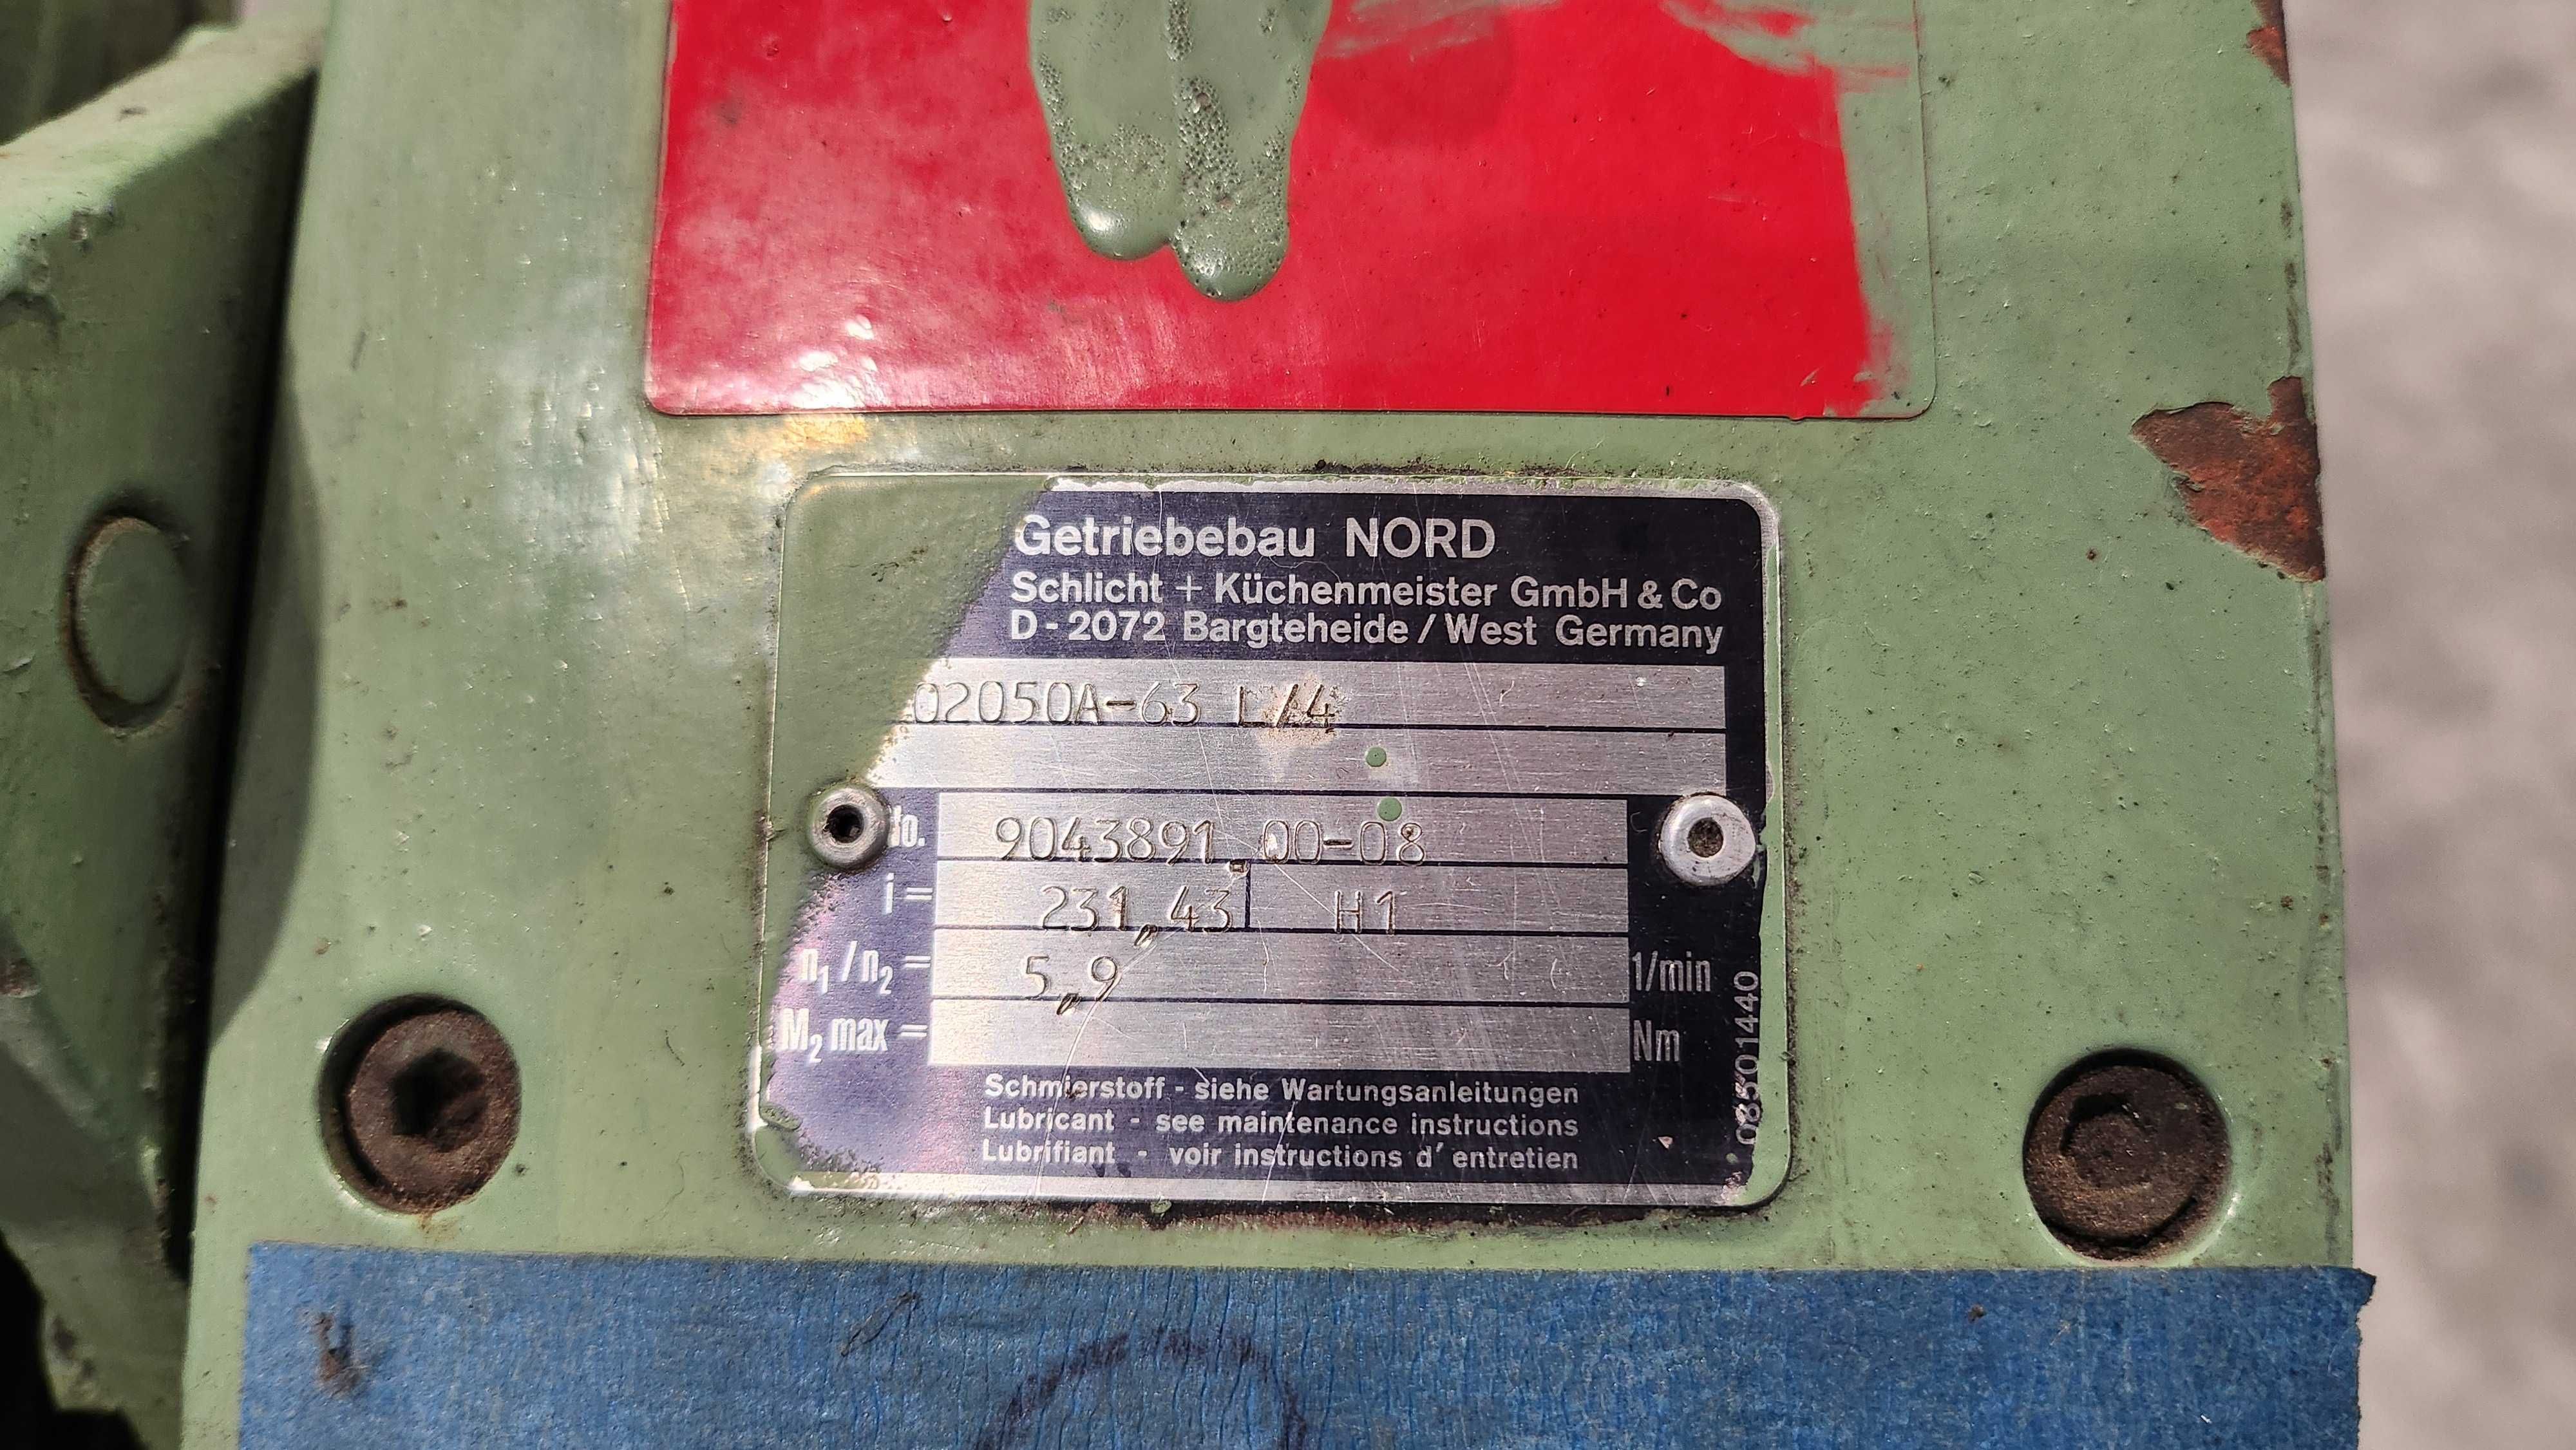 Getriebebau NORD
Schlicht + Küchenmeister GmbH & Co
D - 2072 Bargteheide / West Germany
02050A-63 L/4
No. 9043891.00-08
i = 231,43 H1
n1 / n2 = 5,9 1/min
M2 max = Nm
Schmierstoff - siehe Wartungsanleitungen
Lubricant - see maintenance instructions
Lubrifiant - voir instructions d' entretien
08501440